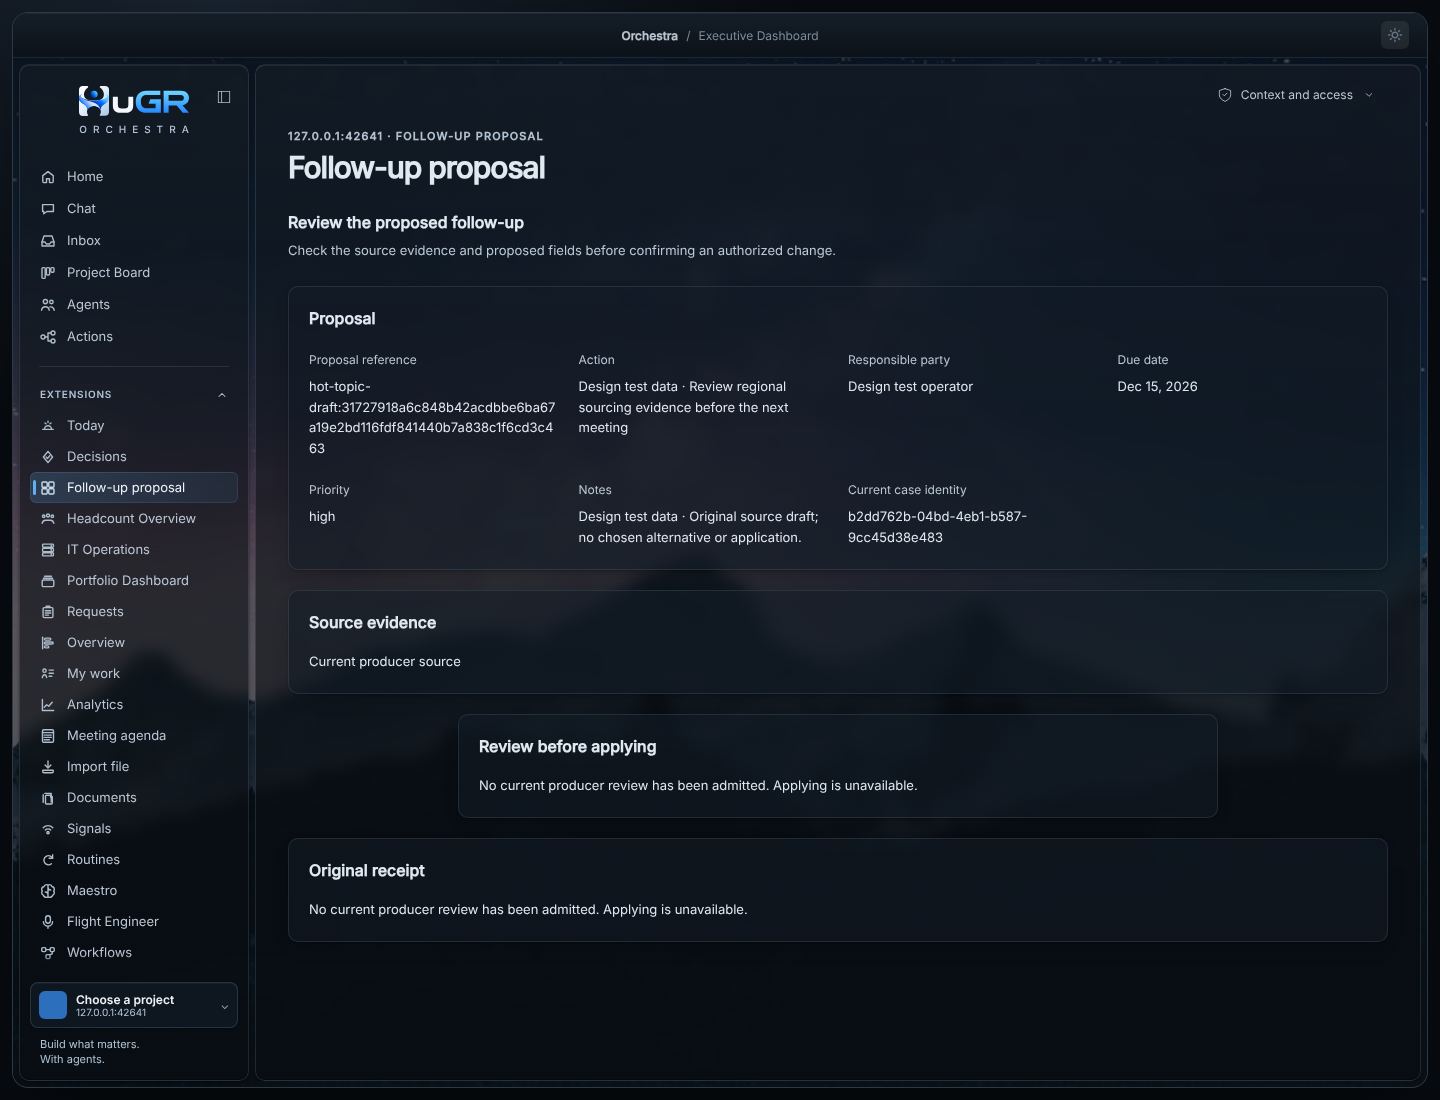 Orchestra / Executive Dashboard
HuGR
ORCHESTRA
Home
Chat
Inbox
Project Board
Agents
Actions
EXTENSIONS
Today
Decisions
Follow-up proposal
Headcount Overview
IT Operations
Portfolio Dashboard
Requests
Overview
My work
Analytics
Meeting agenda
Import file
Documents
Signals
Routines
Maestro
Flight Engineer
Workflows
Choose a project
127.0.0.1:42641
Build what matters.
With agents.
Context and access
127.0.0.1:42641 · FOLLOW-UP PROPOSAL
Follow-up proposal
Review the proposed follow-up
Check the source evidence and proposed fields before confirming an authorized change.
Proposal
Proposal reference
hot-topic-
draft:31727918a6c848b42acdbbe6ba67
a19e2bd116fdf841440b7a838c1f6cd3c4
63
Action
Design test data · Review regional
sourcing evidence before the next
meeting
Responsible party
Design test operator
Due date
Dec 15, 2026
Priority
high
Notes
Design test data · Original source draft;
no chosen alternative or application.
Current case identity
b2dd762b-04bd-4eb1-b587-
9cc45d38e483
Source evidence
Current producer source
Review before applying
No current producer review has been admitted. Applying is unavailable.
Original receipt
No current producer review has been admitted. Applying is unavailable.